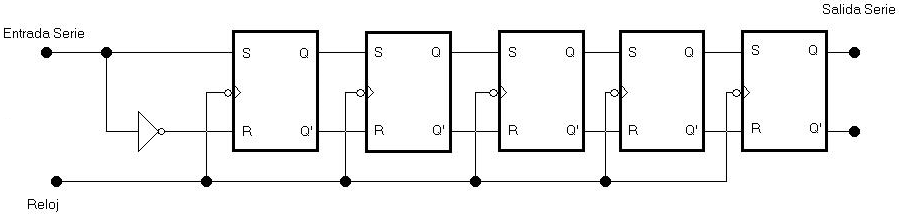 Salida Serie
Entrada Serie
S Q S Q S Q S Q S Q
R Q' R Q' R Q' R Q' R Q'
Reloj